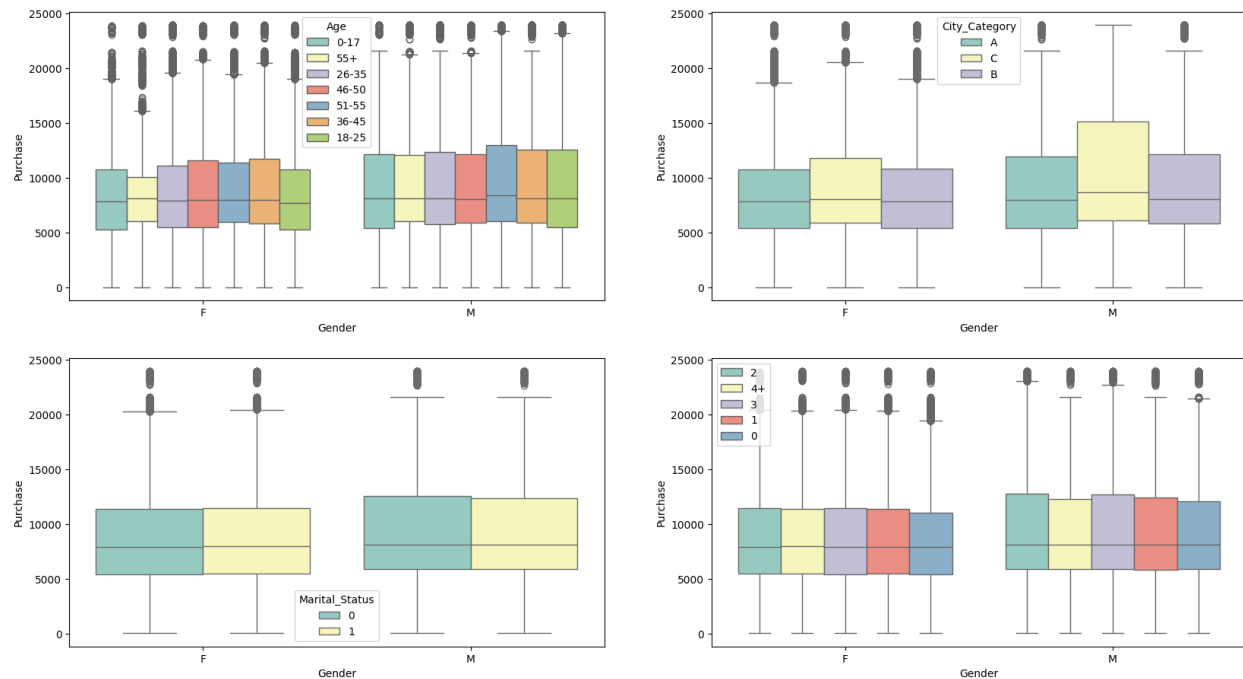 25000
20000
15000
10000
5000
0
Purchase
Age
0-17
55+
26-35
46-50
51-55
36-45
18-25
F
M
Gender
25000
20000
15000
10000
5000
0
Purchase
City_Category
A
C
B
F
M
Gender
25000
20000
15000
10000
5000
0
Purchase
Marital_Status
0
1
F
M
Gender
25000
20000
15000
10000
5000
0
Purchase
2
4+
3
1
0
F
M
Gender